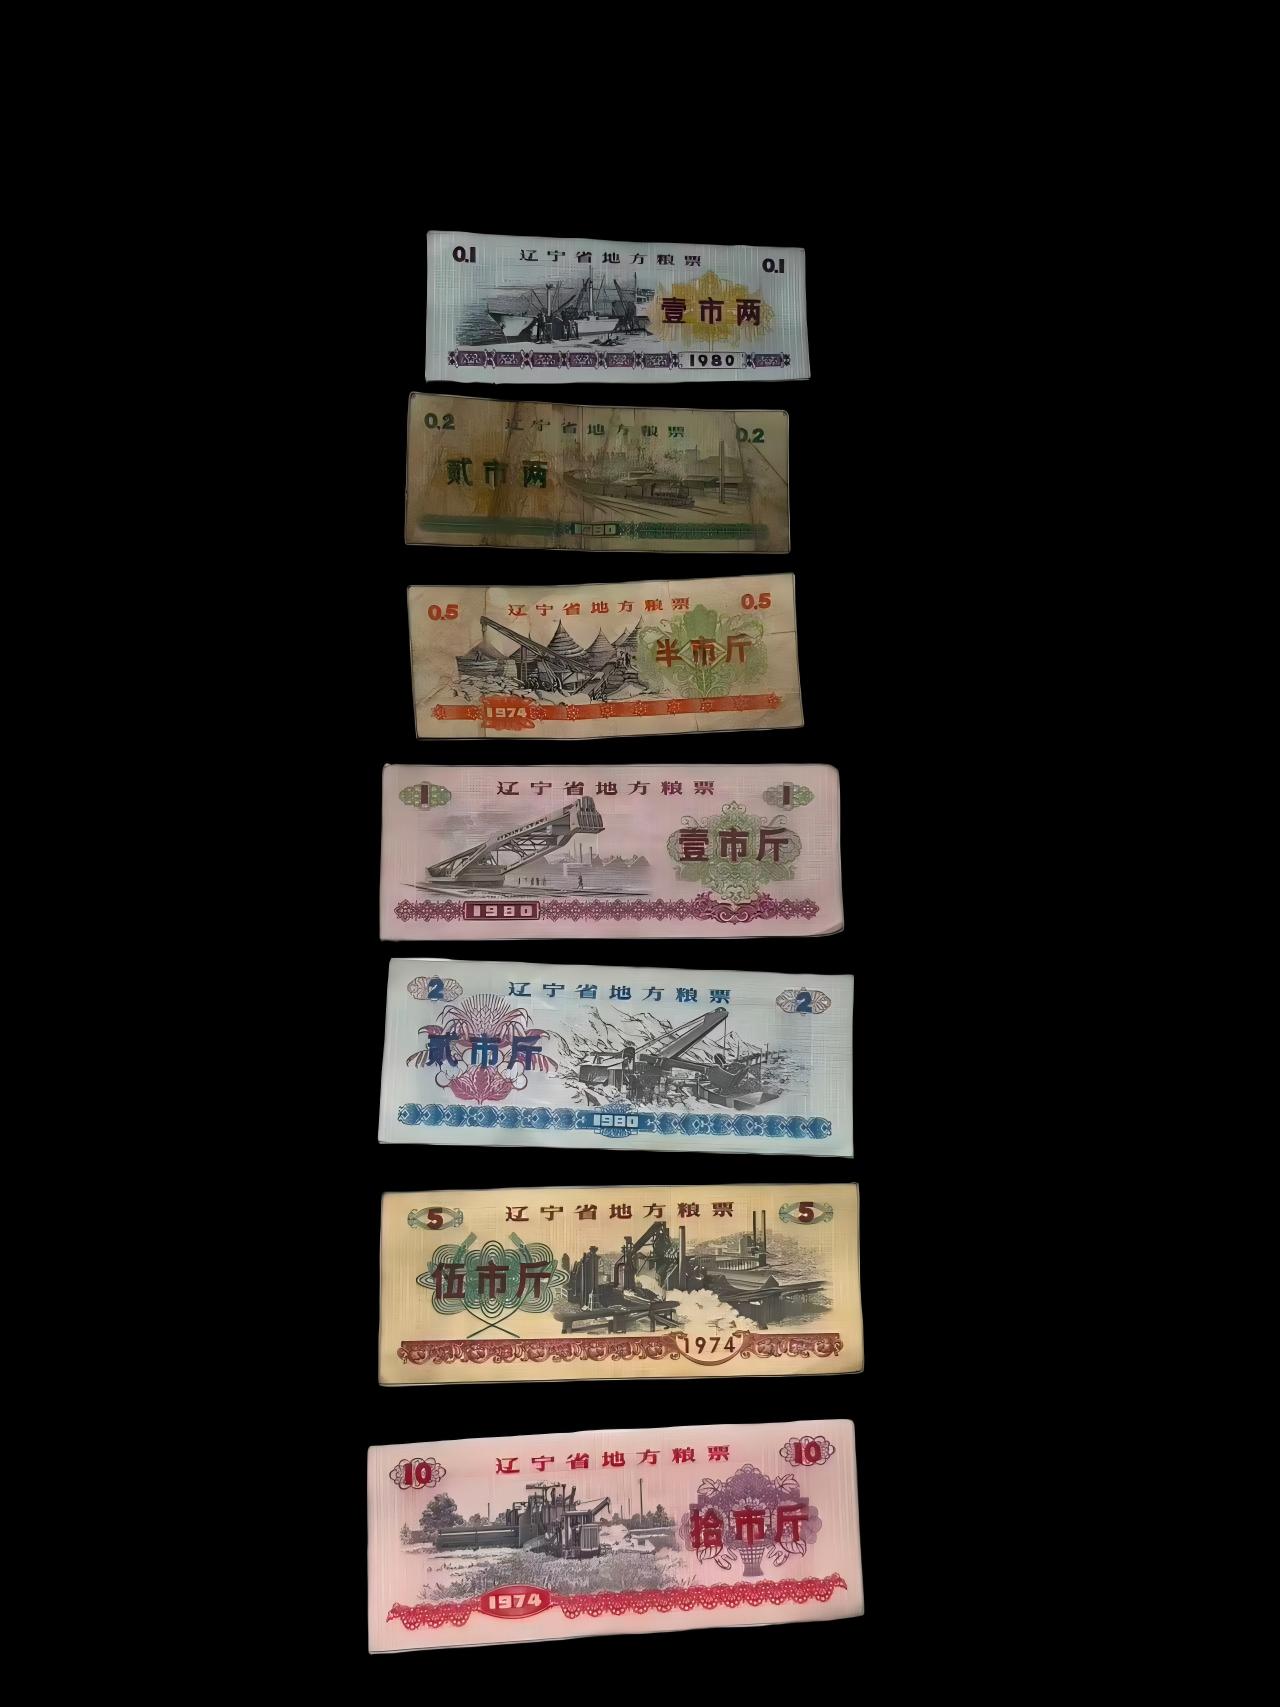 0.1 辽宁省地方粮票 0.1
壹市两
1980
0.2 辽宁省地方粮票 0.2
贰市两
0.5 辽宁省地方粮票 0.5
半市斤
1974
1 辽宁省地方粮票 1
壹市斤
1980
2 辽宁省地方粮票 2
贰市斤
1980
5 辽宁省地方粮票 5
伍市斤
1974
10 辽宁省地方粮票 10
拾市斤
1974